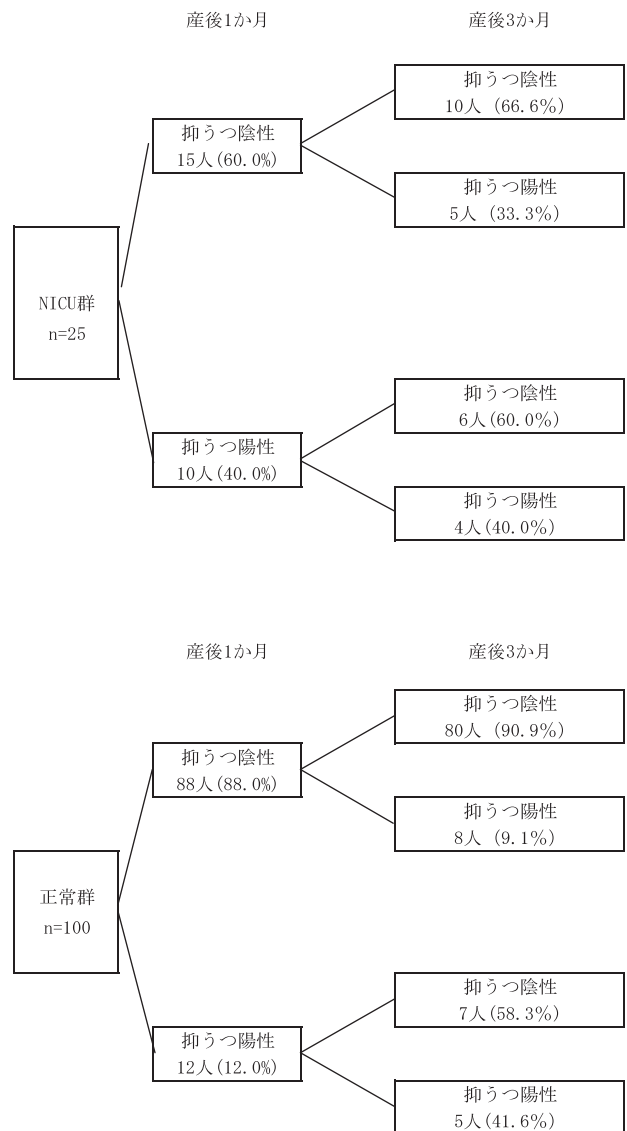 産後1か月
産後3か月
抑うつ陰性
10人 (66.6%)
抑うつ陰性
15人(60.0%)
抑うつ陽性
5人 (33.3%)
NICU群
n=25
抑うつ陰性
6人(60.0%)
抑うつ陽性
10人(40.0%)
抑うつ陽性
4人(40.0%)
産後1か月
産後3か月
抑うつ陰性
80人 (90.9%)
抑うつ陰性
88人(88.0%)
抑うつ陽性
8人 (9.1%)
正常群
n=100
抑うつ陰性
7人(58.3%)
抑うつ陽性
12人(12.0%)
抑うつ陽性
5人(41.6%)